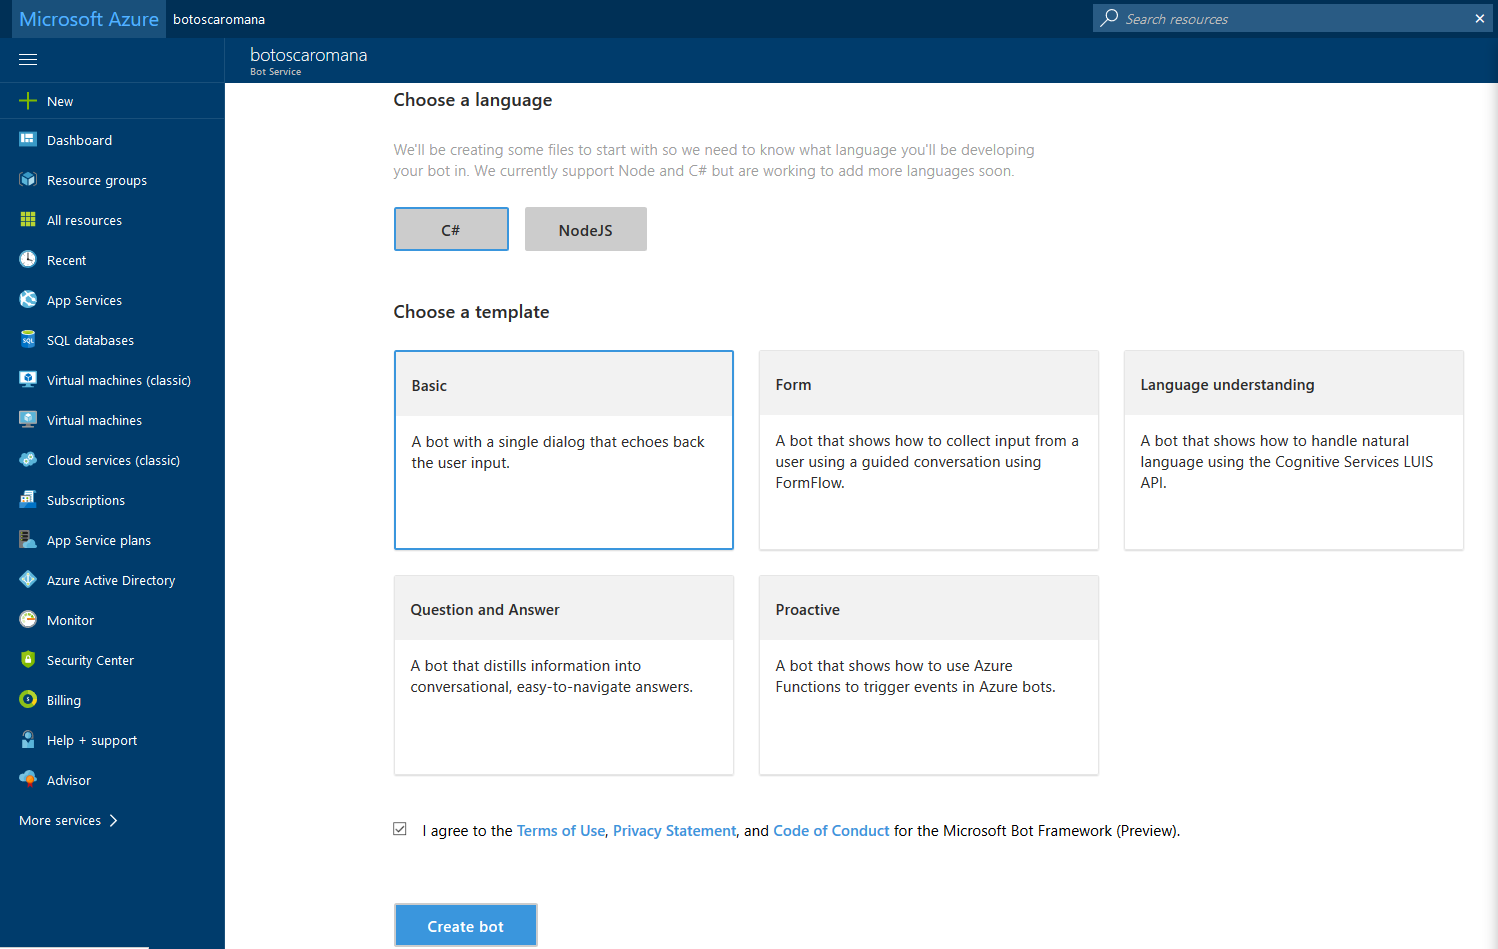 Microsoft Azure botoscaromana
Search resources
botoscaromana
Bot Service
New
Dashboard
Resource groups
All resources
Recent
App Services
SQL databases
Virtual machines (classic)
Virtual machines
Cloud services (classic)
Subscriptions
App Service plans
Azure Active Directory
Monitor
Security Center
Billing
Help + support
Advisor
More services
Choose a language
We'll be creating some files to start with so we need to know what language you'll be developing
your bot in. We currently support Node and C# but are working to add more languages soon.
C#
NodeJS
Choose a template
Basic
A bot with a single dialog that echoes back
the user input.
Form
A bot that shows how to collect input from a
user using a guided conversation using
FormFlow.
Language understanding
A bot that shows how to handle natural
language using the Cognitive Services LUIS
API.
Question and Answer
A bot that distills information into
conversational, easy-to-navigate answers.
Proactive
A bot that shows how to use Azure
Functions to trigger events in Azure bots.
I agree to the Terms of Use, Privacy Statement, and Code of Conduct for the Microsoft Bot Framework (Preview).
Create bot